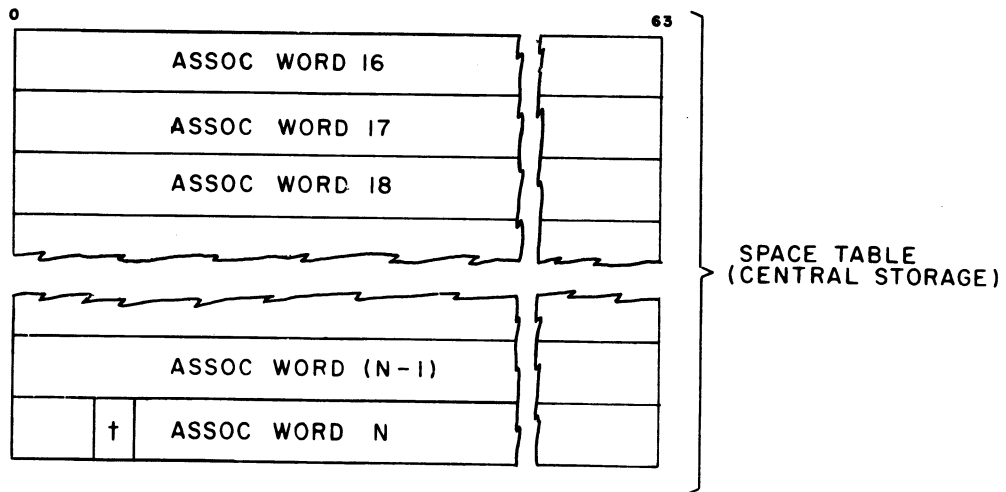 0 63
ASSOC WORD 16
ASSOC WORD 17
ASSOC WORD 18
SPACE TABLE
(CENTRAL STORAGE)
ASSOC WORD (N-1)
† ASSOC WORD N